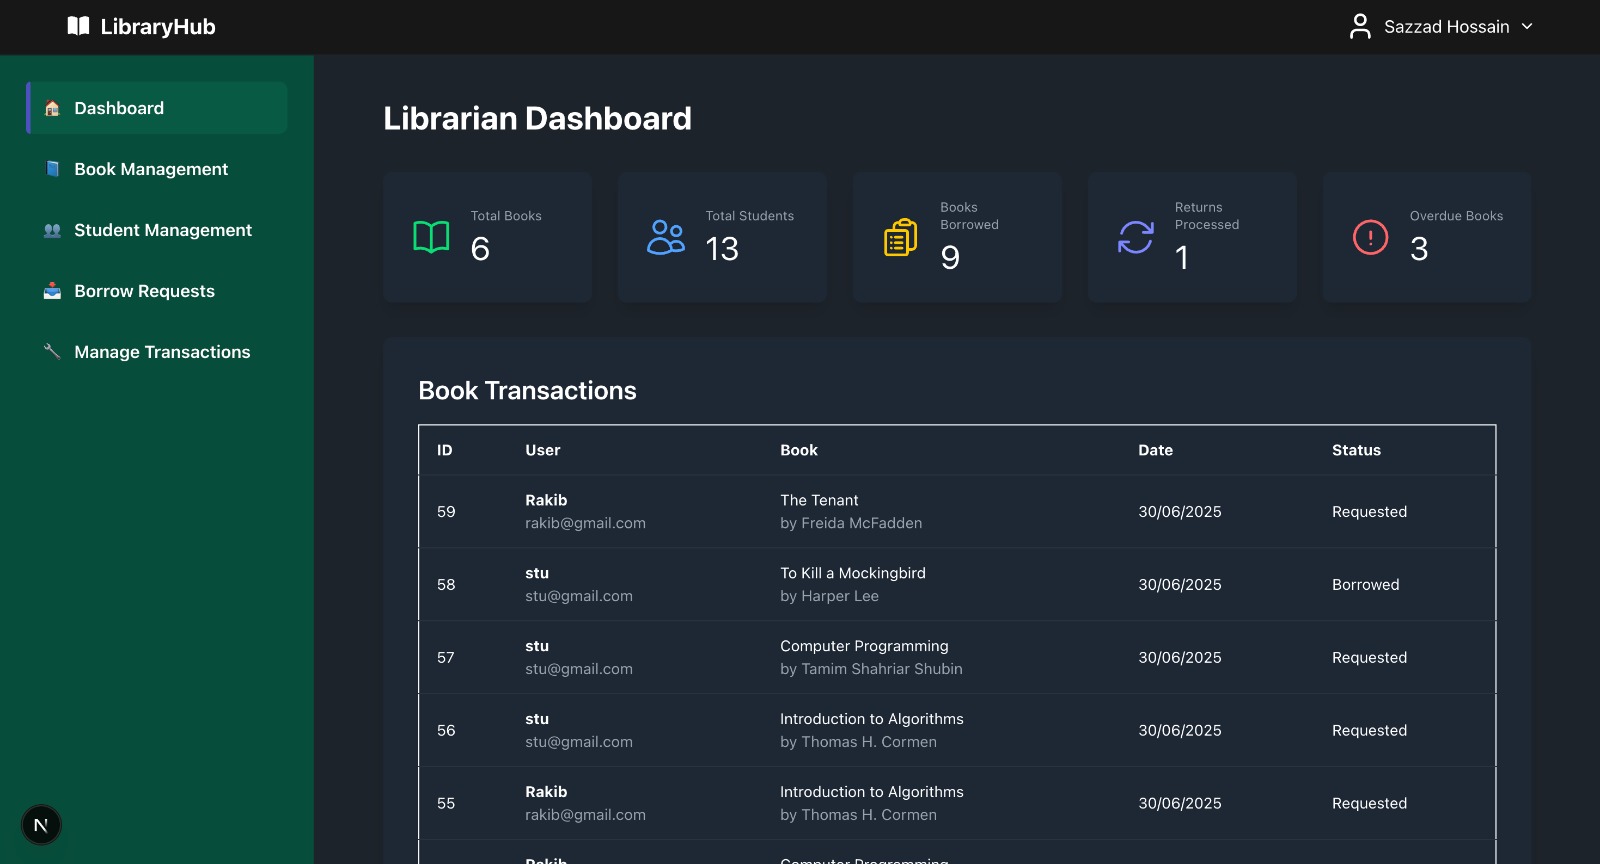 LibraryHub
Sazzad Hossain
Dashboard
Book Management
Student Management
Borrow Requests
Manage Transactions
N
Librarian Dashboard
Total Books
6
Total Students
13
Books
Borrowed
9
Returns
Processed
1
Overdue Books
3
Book Transactions
ID User Book Date Status
59 Rakib The Tenant 30/06/2025 Requested
rakib@gmail.com by Freida McFadden
58 stu To Kill a Mockingbird 30/06/2025 Borrowed
stu@gmail.com by Harper Lee
57 stu Computer Programming 30/06/2025 Requested
stu@gmail.com by Tamim Shahriar Shubin
56 stu Introduction to Algorithms 30/06/2025 Requested
stu@gmail.com by Thomas H. Cormen
55 Rakib Introduction to Algorithms 30/06/2025 Requested
rakib@gmail.com by Thomas H. Cormen
Rakib Computer Programming